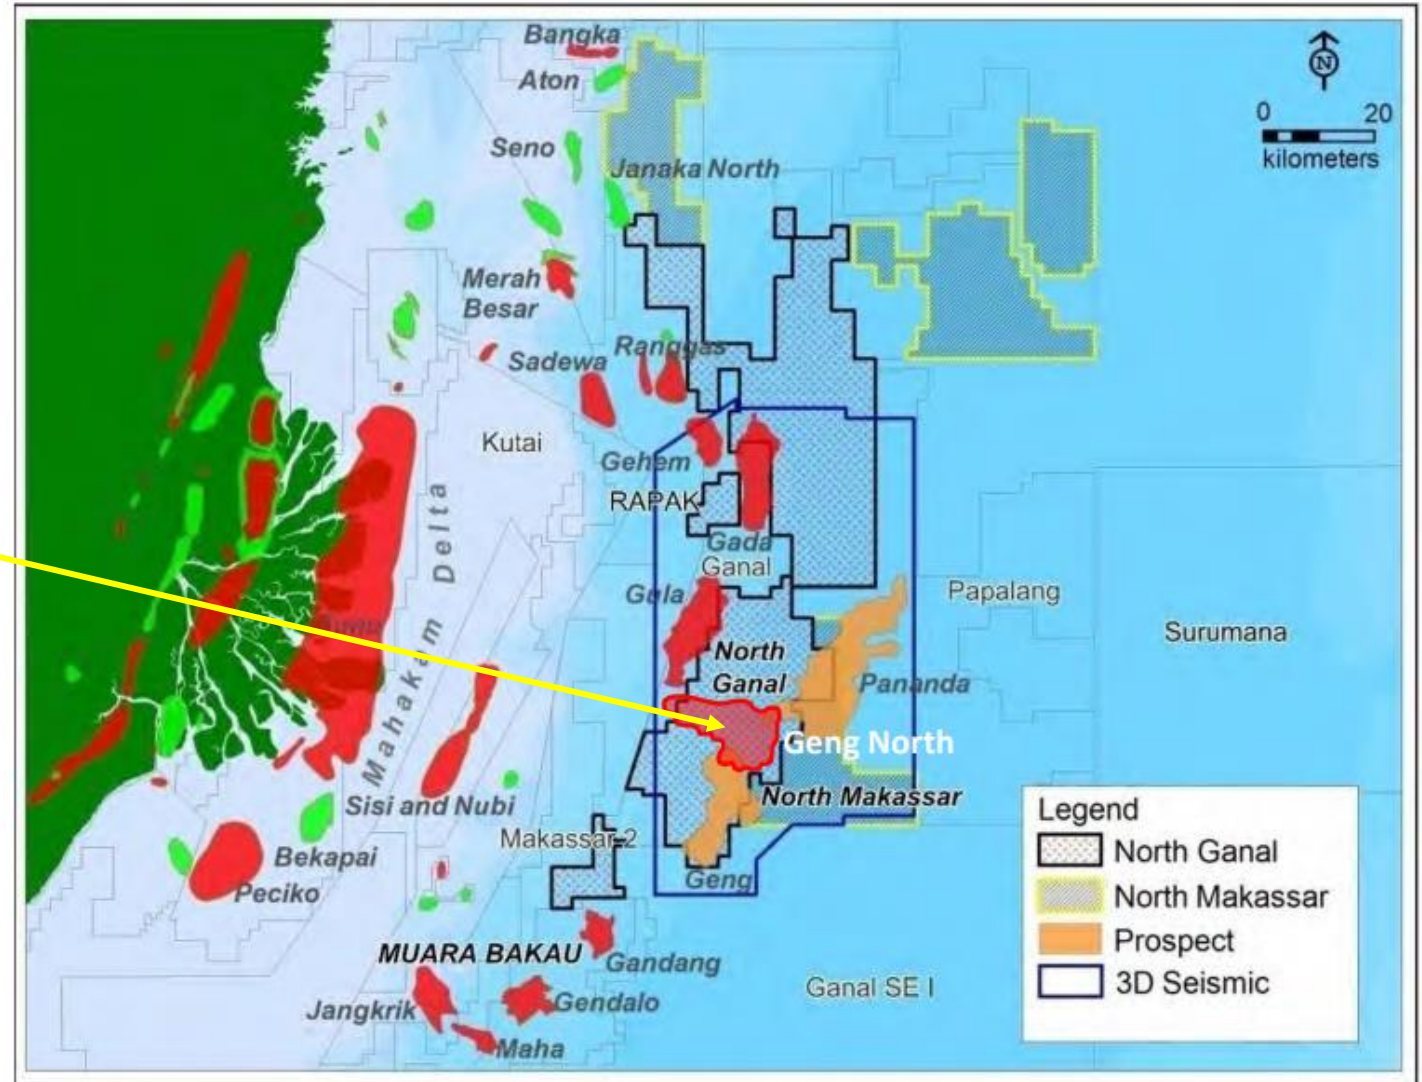 Bangka
Aton
N
0 20
kilometers
Seno
Janaka North
Merah
Besar
Ranggas
Sadewa
Kutai
Gehem
RAPAK
Mahakam Delta
Gada
Ganal
Gula
Papalang
Surumana
North
Ganal
Pananda
Geng North
North Makassar
Sisi and Nubi
Makassar 2
Bekapai
Peciko
Geng
MUARA BAKAU
Gandang
Jangkrik
Gendalo
Maha
Ganal SE I
Legend
North Ganal
North Makassar
Prospect
3D Seismic